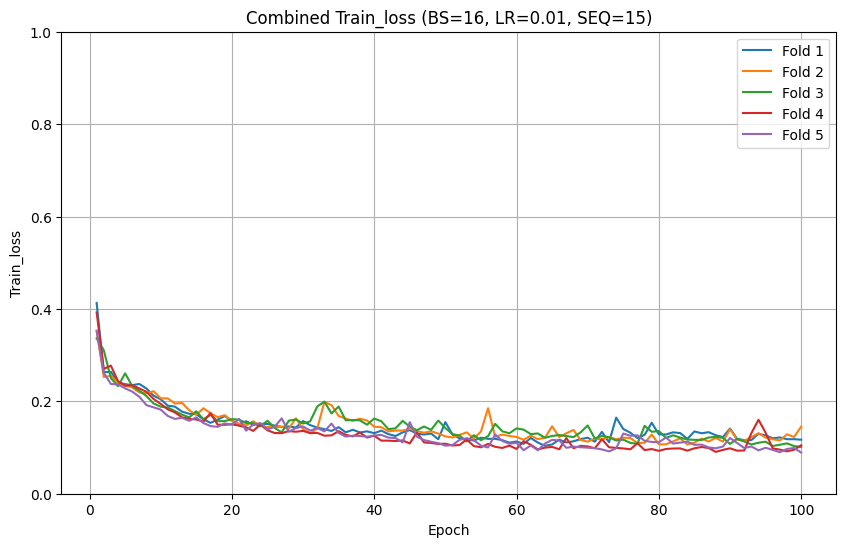 Combined Train_loss (BS=16, LR=0.01, SEQ=15)
Train_loss
1.0
0.8
0.6
0.4
0.2
0.0
Fold 1
Fold 2
Fold 3
Fold 4
Fold 5
0
20
40
60
80
100
Epoch